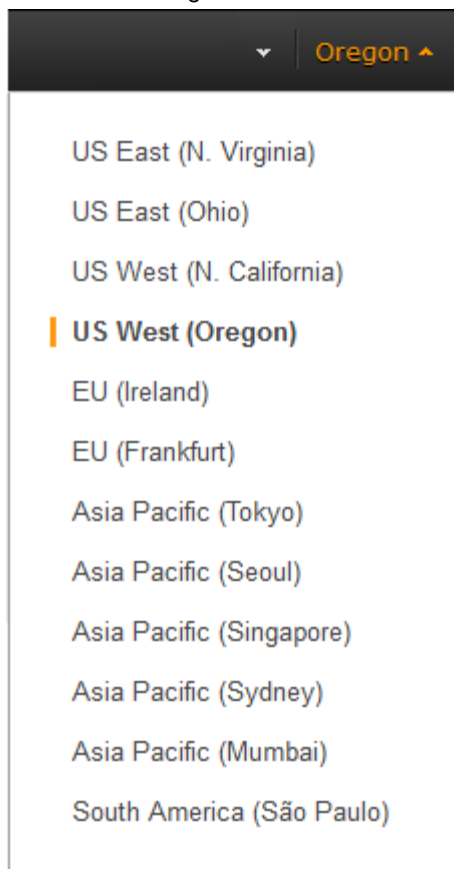 Oregon
US East (N. Virginia)
US East (Ohio)
US West (N. California)
US West (Oregon)
EU (Ireland)
EU (Frankfurt)
Asia Pacific (Tokyo)
Asia Pacific (Seoul)
Asia Pacific (Singapore)
Asia Pacific (Sydney)
Asia Pacific (Mumbai)
South America (São Paulo)